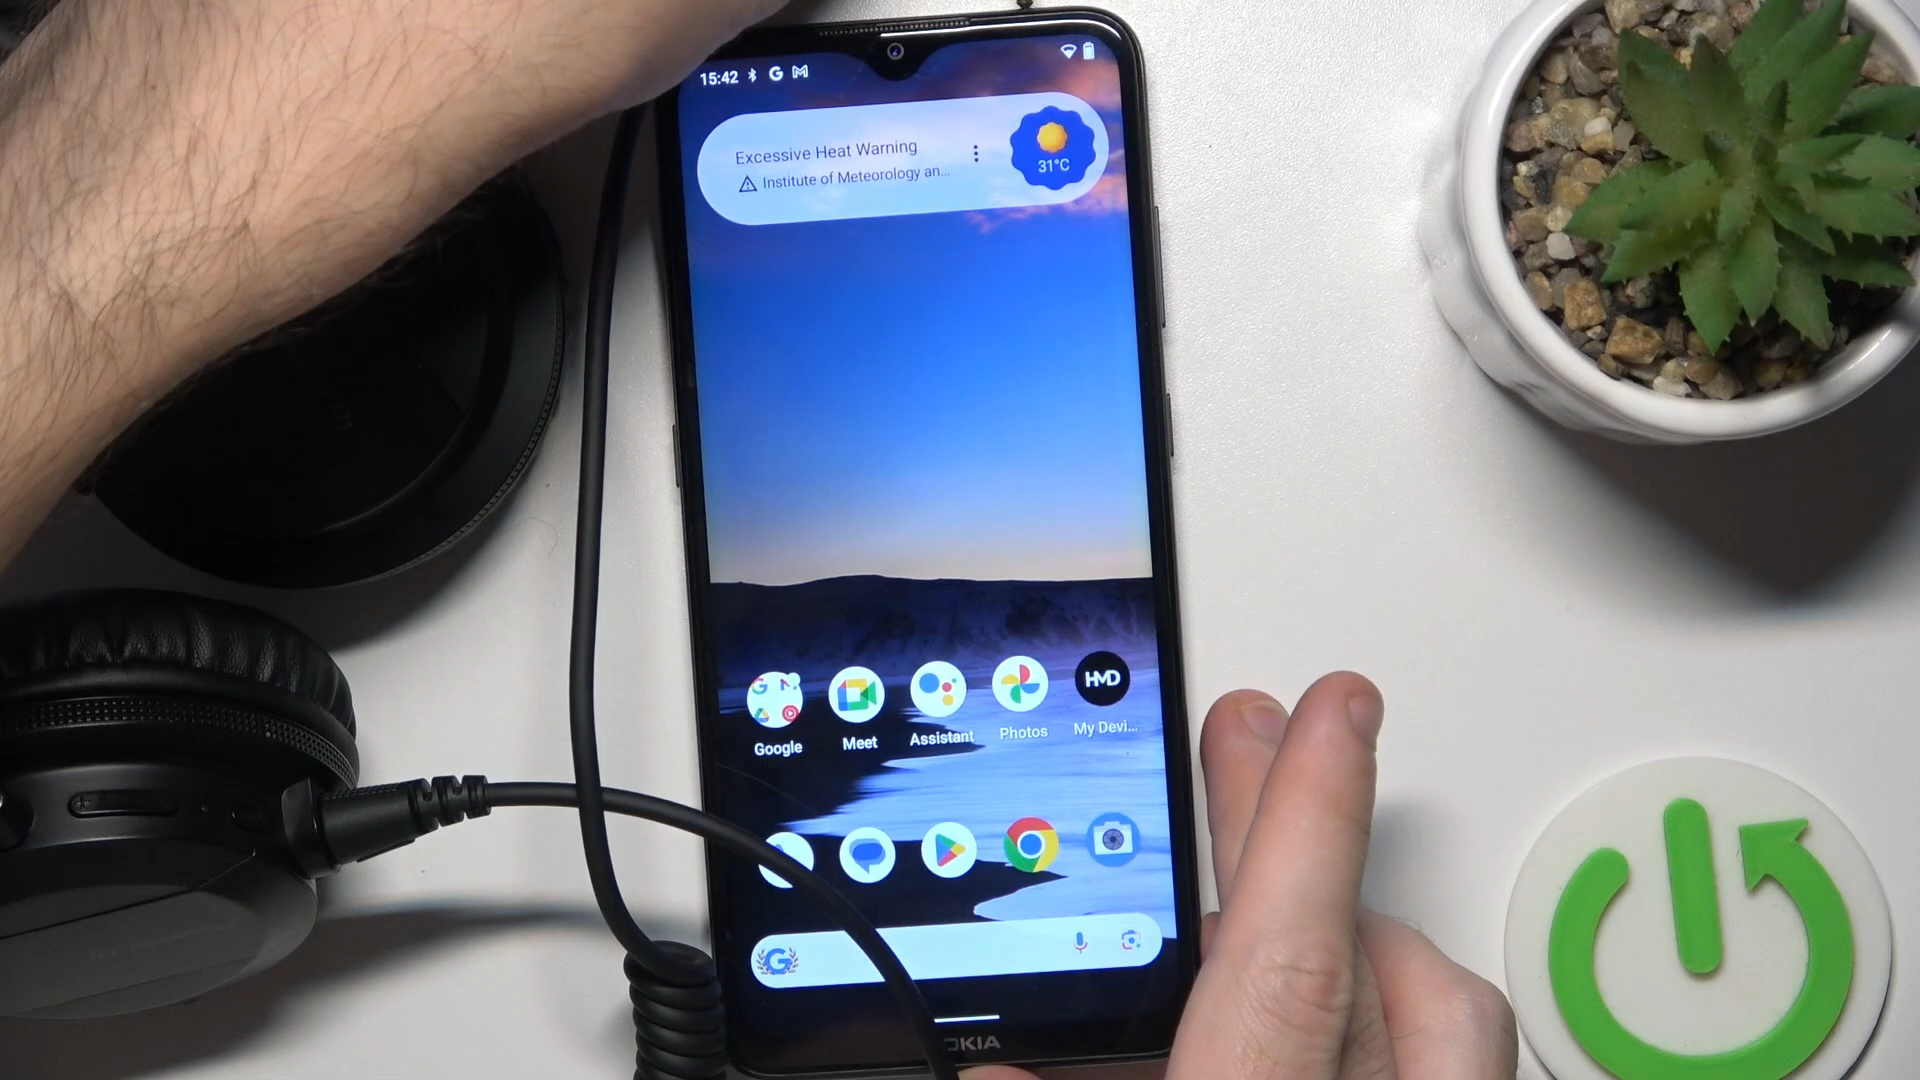 15:42
Excessive Heat Warning
Institute of Meteorology an...
31°C
Google
Meet
Assistant
Photos
HMD
My Devi...
OKIA